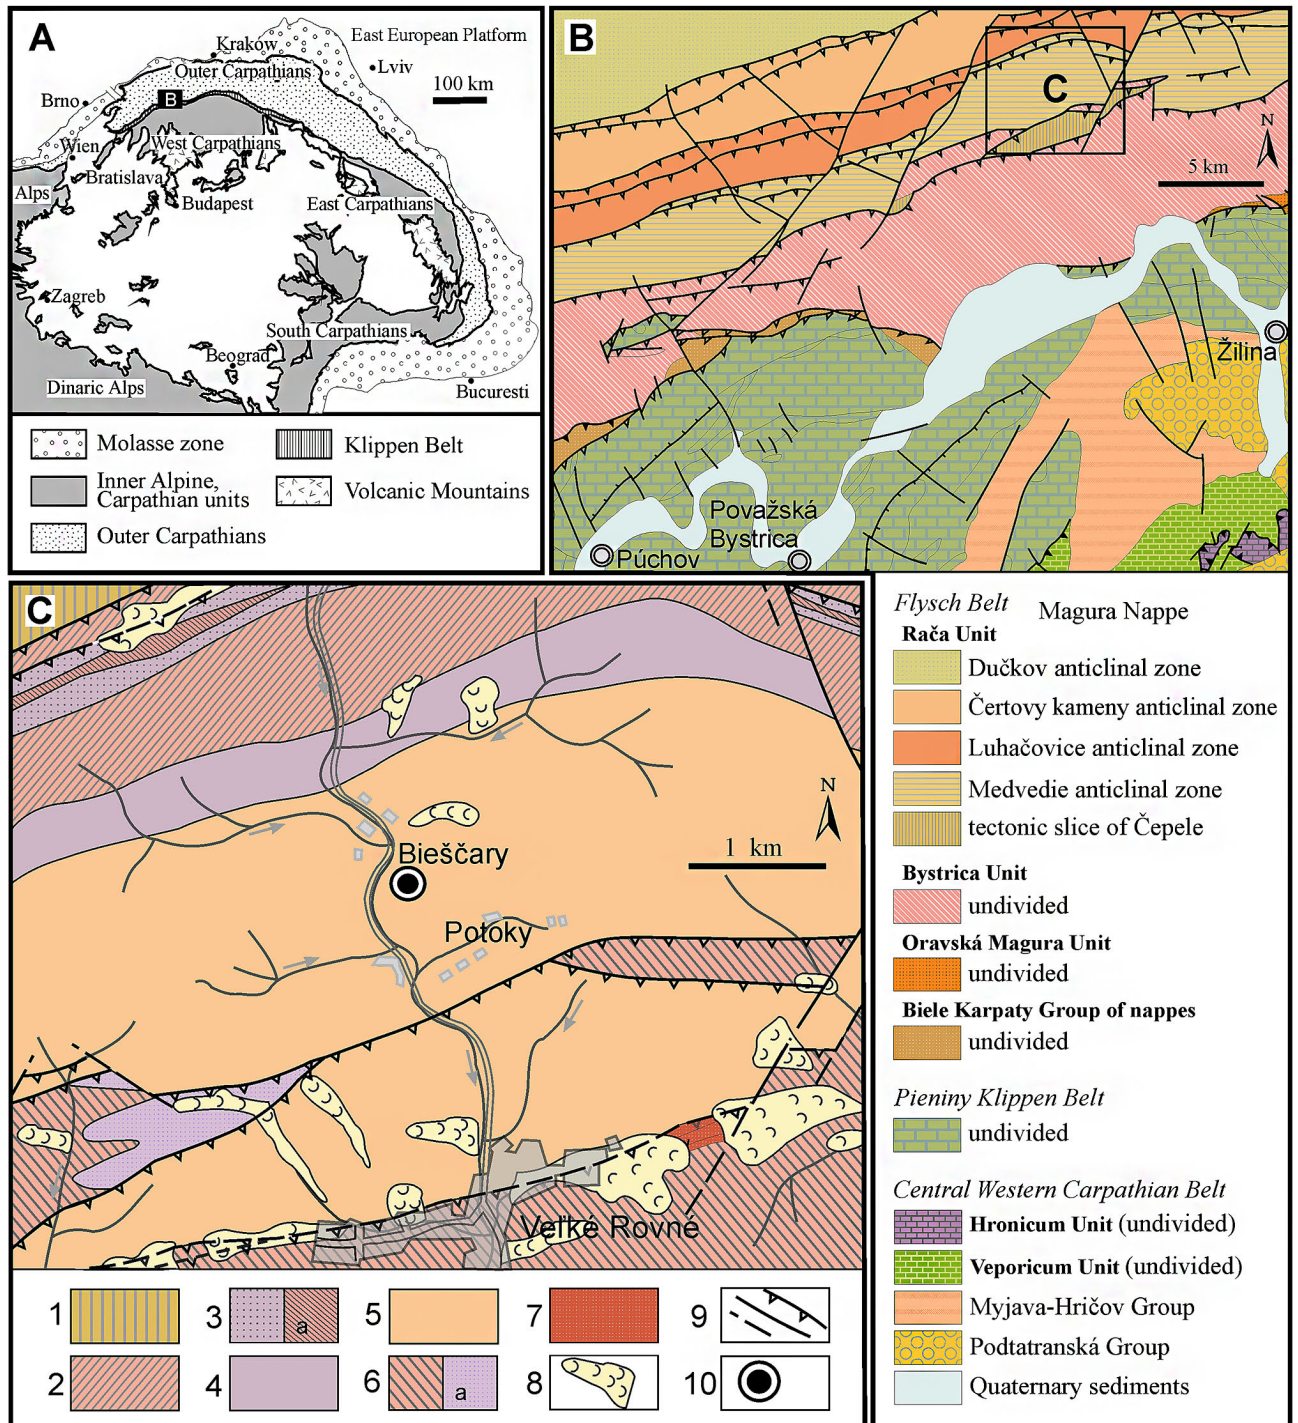 A
Kraków
East European Platform
Outer Carpathians
Lviv
100 km
Brno
B
Wien
West Carpathians
Bratislava
Alps
Budapest
East Carpathians
Zagreb
South Carpathians
Beograd
Dinaric Alps
Bucuresti
Molasse zone
Klippen Belt
Inner Alpine,
Carpathian units
Volcanic Mountains
Outer Carpathians
B
C
N
5 km
Žilina
Považská
Bystrica
Púchov
C
N
1 km
Bieščary
Potoky
Veľké Rovné
1
3
a
5
7
9
2
4
6
a
8
10
Flysch Belt
Magura Nappe
Rača Unit
Dučkov anticlinal zone
Čertovy kameny anticlinal zone
Luhačovice anticlinal zone
Medvedie anticlinal zone
tectonic slice of Čepele
Bystrica Unit
undivided
Oravská Magura Unit
undivided
Biele Karpaty Group of nappes
undivided
Pieniny Klippen Belt
undivided
Central Western Carpathian Belt
Hronicum Unit (undivided)
Veporicum Unit (undivided)
Myjava-Hričov Group
Podtatranská Group
Quaternary sediments